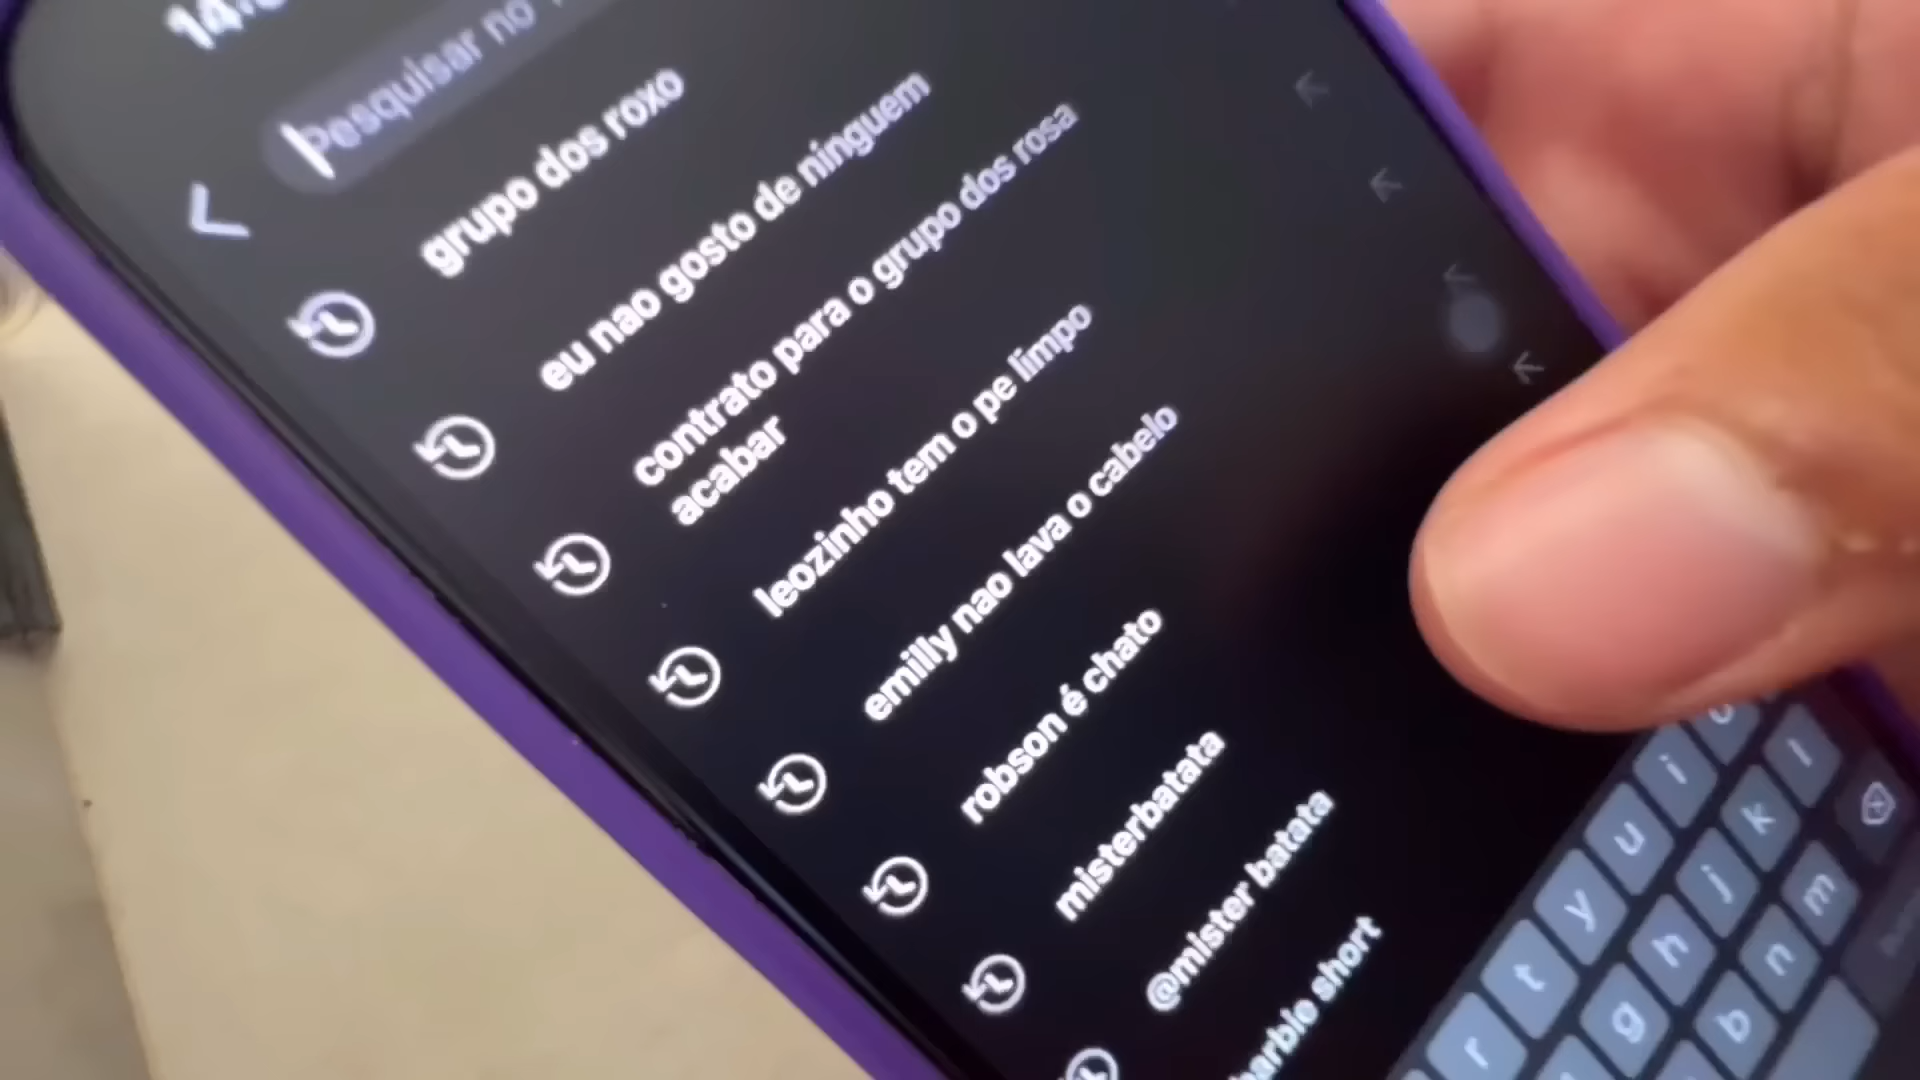 Pesquisar no
grupo dos roxo
eu nao gosto de ninguem
contrato para o grupo dos rosa
acabar
leozinho tem o pe limpo
emilly nao lava o cabelo
robson é chato
misterbatata
@mister batata
barbie short
i
l
u
k
y
j
m
t
h
n
r
g
b